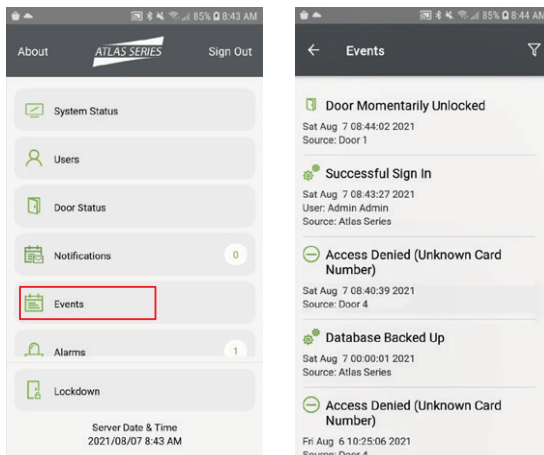 85% 8:43 AM
About
ATLAS SERIES
Sign Out
System Status
Users
Door Status
Notifications
0
Events
Alarms
1
Lockdown
Server Date & Time
2021/08/07 8:43 AM
85% 8:44 AM
Events
Door Momentarily Unlocked
Sat Aug 7 08:44:02 2021
Source: Door 1
Successful Sign In
Sat Aug 7 08:43:27 2021
User: Admin Admin
Source: Atlas Series
Access Denied (Unknown Card
Number)
Sat Aug 7 08:40:39 2021
Source: Door 4
Database Backed Up
Sat Aug 7 00:00:01 2021
Source: Atlas Series
Access Denied (Unknown Card
Number)
Fri Aug 6 10:25:06 2021
Source: Door 4